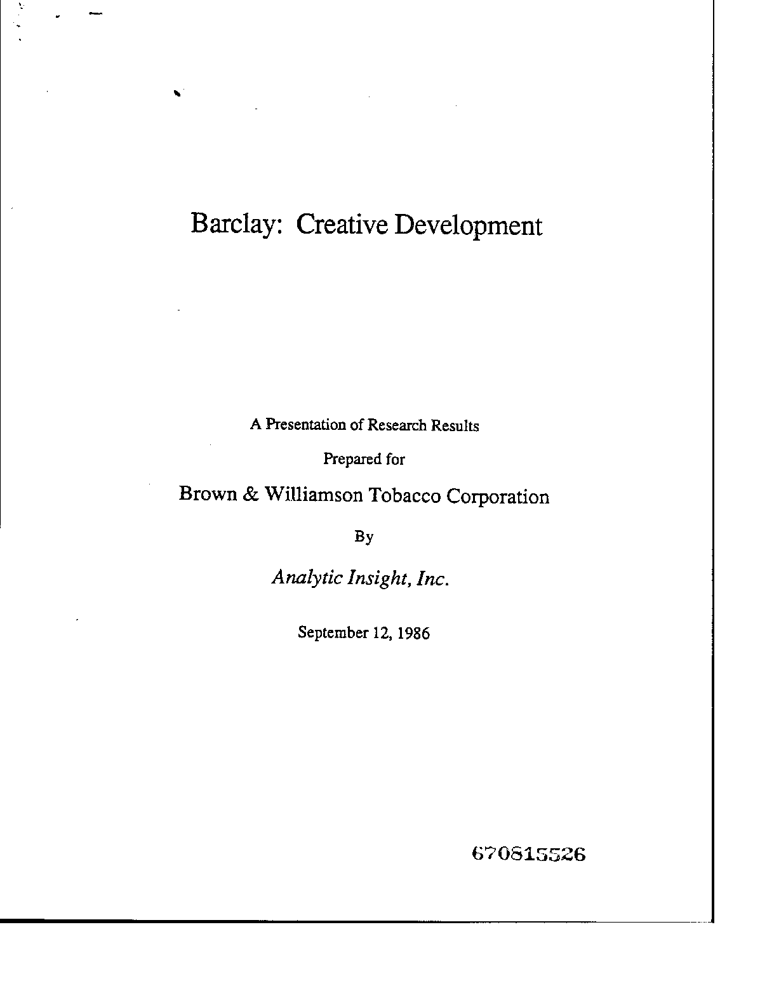 Barclay: Creative Development
A Presentation of Research Results
Prepared for
Brown & Williamson Tobacco Corporation
By
Analytic Insight, Inc.
September 12, 1986
670815526